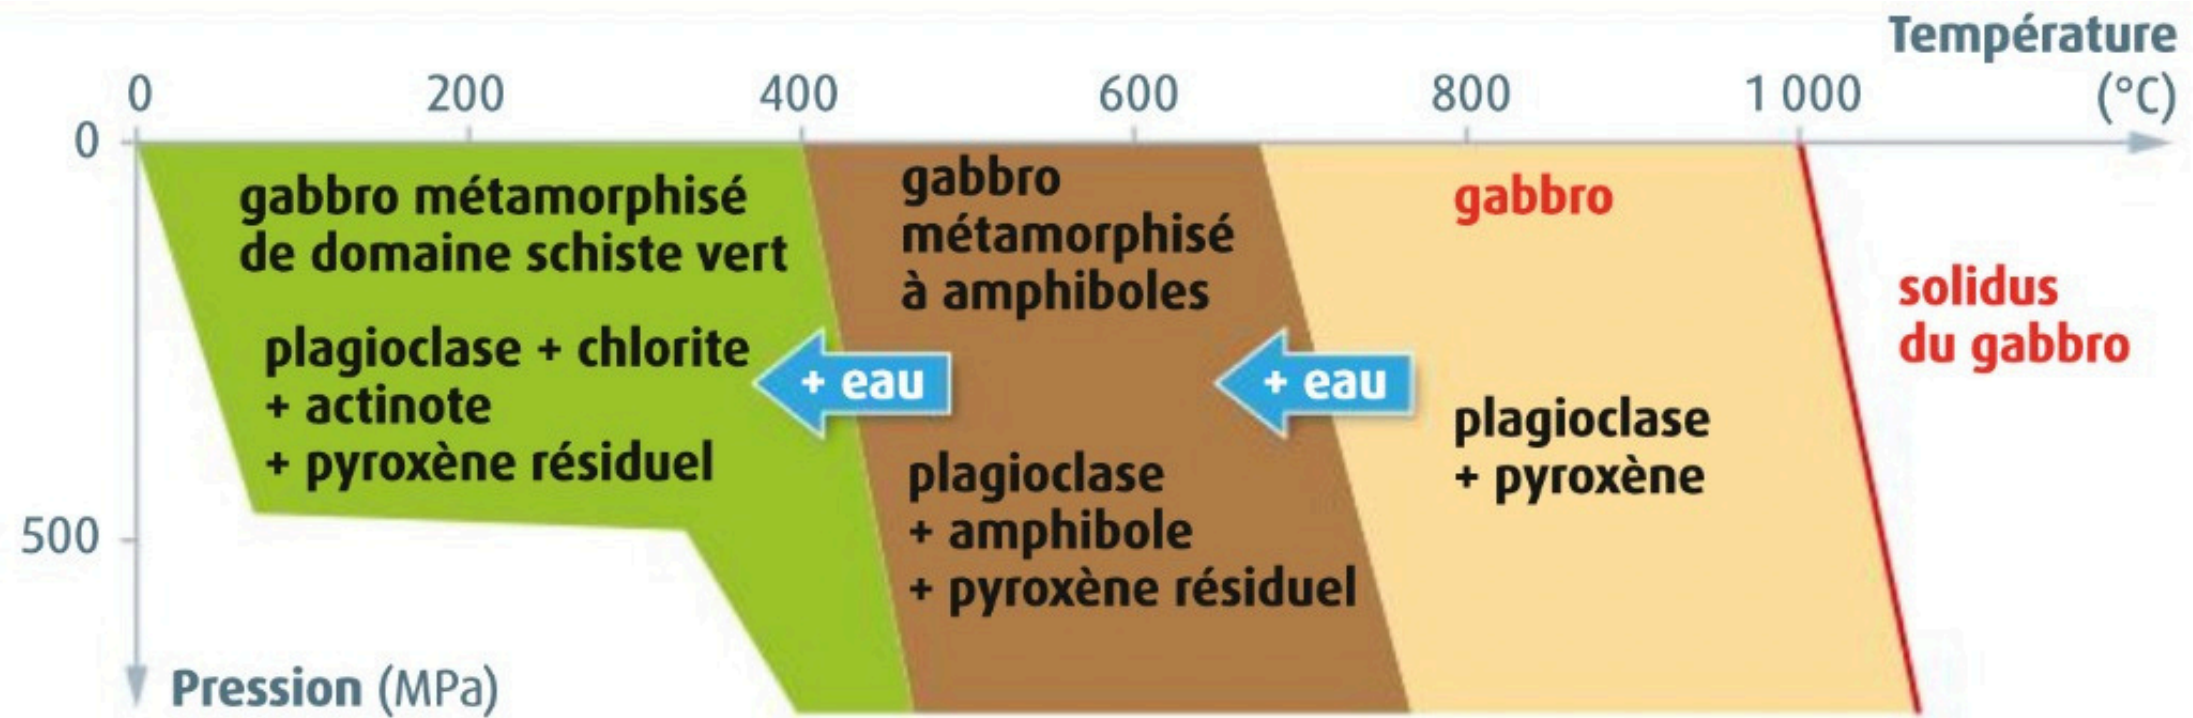 Température
(°C)
0 200 400 600 800 1 000
0
gabbro métamorphisé
de domaine schiste vert
plagioclase + chlorite
+ actinote
+ pyroxène résiduel
+ eau
gabbro
métamorphisé
à amphiboles
plagioclase
+ amphibole
+ pyroxène résiduel
+ eau
gabbro
plagioclase
+ pyroxène
solidus
du gabbro
500
Pression (MPa)